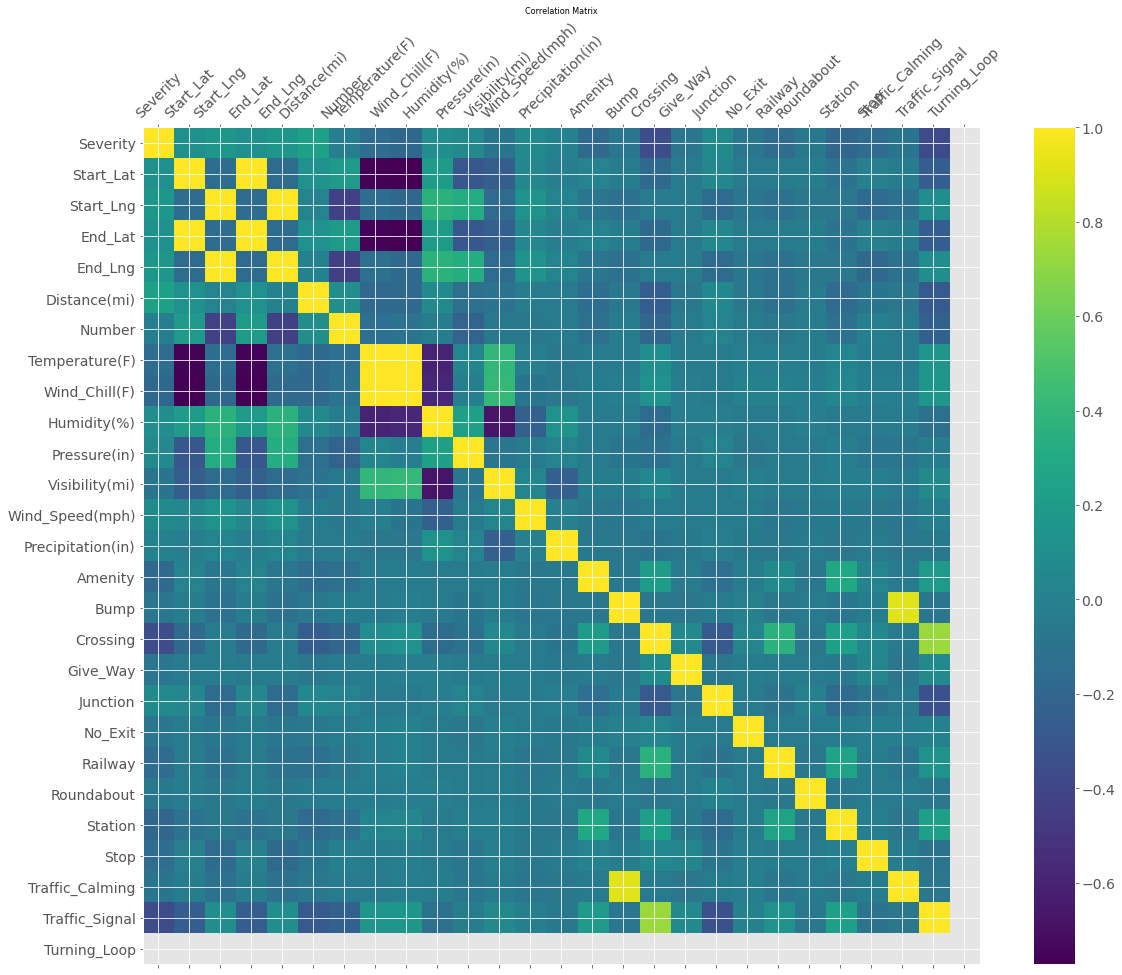 Correlation Matrix
Severity
Start_Lat
Start_Lng
End_Lat
End_Lng
Distance(mi)
Number
Temperature(F)
Wind_Chill(F)
Humidity(%)
Pressure(in)
Visibility(mi)
Wind_Speed(mph)
Precipitation(in)
Amenity
Bump
Crossing
Give_Way
Junction
No_Exit
Railway
Roundabout
Station
Stop
Traffic_Calming
Traffic_Signal
Turning_Loop
Severity
Start_Lat
Start_Lng
End_Lat
End_Lng
Distance(mi)
Number
Temperature(F)
Wind_Chill(F)
Humidity(%)
Pressure(in)
Visibility(mi)
Wind_Speed(mph)
Precipitation(in)
Amenity
Bump
Crossing
Give_Way
Junction
No_Exit
Railway
Roundabout
Station
Stop
Traffic_Calming
Traffic_Signal
Turning_Loop
1.0
0.8
0.6
0.4
0.2
0.0
−0.2
−0.4
−0.6